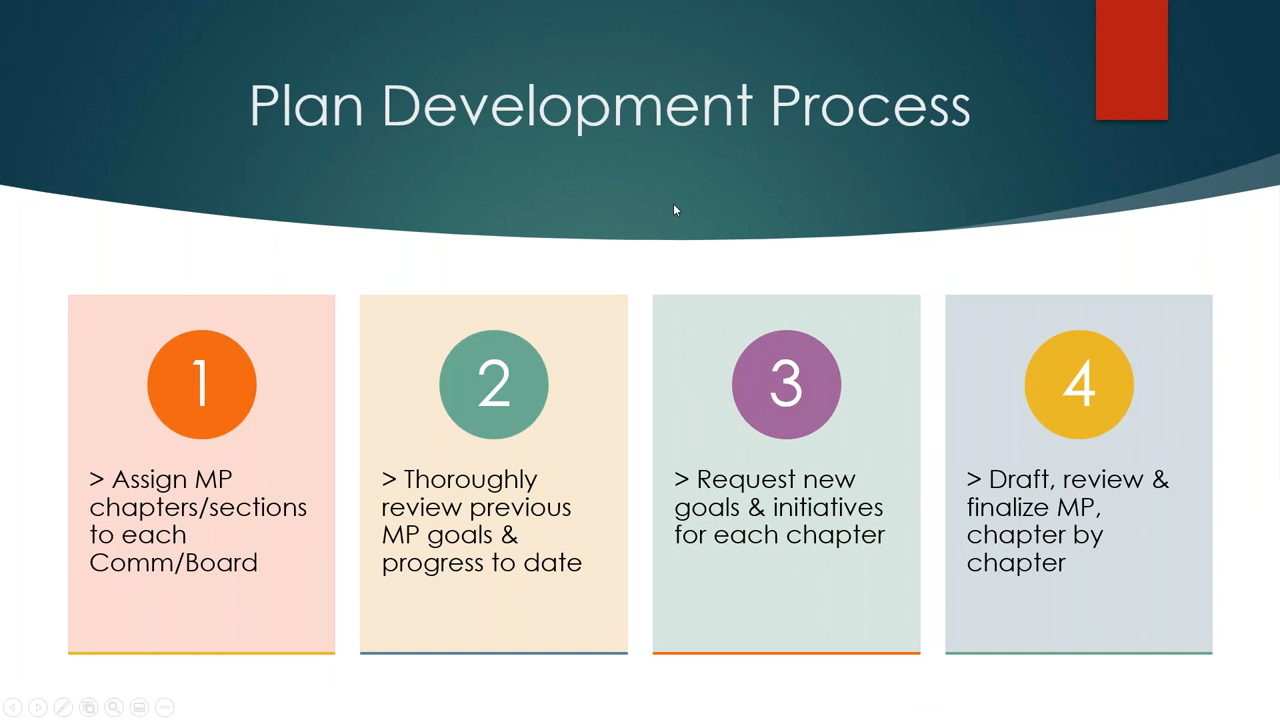 Plan Development Process
1
> Assign MP
chapters/sections
to each
Comm/Board
2
> Thoroughly
review previous
MP goals &
progress to date
3
> Request new
goals & initiatives
for each chapter
4
> Draft, review &
finalize MP,
chapter by
chapter